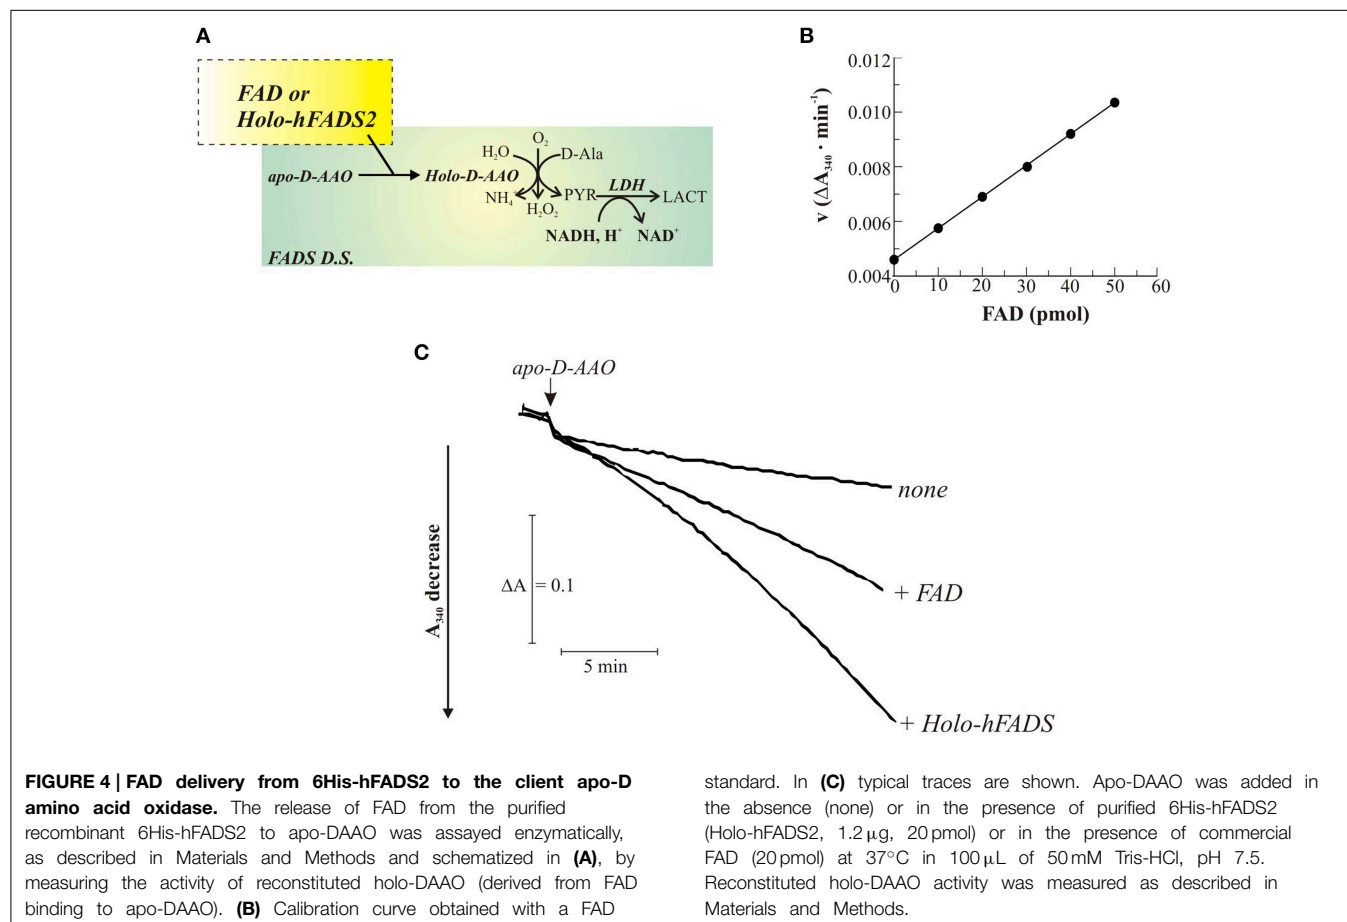 A
FAD or
Holo-hFADS2
apo-D-AAO
Holo-D-AAO
H2O
O2
D-Ala
NH4+
H2O2
PYR
LDH
LACT
NADH, H+
NAD+
FADS D.S.
B
v (ΔA340 · min-1)
0.012
0.010
0.008
0.006
0.004
0 10 20 30 40 50 60
FAD (pmol)
C
apo-D-AAO
none
+ FAD
+ Holo-hFADS
A340 decrease
ΔA = 0.1
5 min
FIGURE 4 | FAD delivery from 6His-hFADS2 to the client apo-D
amino acid oxidase. The release of FAD from the purified
recombinant 6His-hFADS2 to apo-DAAO was assayed enzymatically,
as described in Materials and Methods and schematized in (A), by
measuring the activity of reconstituted holo-DAAO (derived from FAD
binding to apo-DAAO). (B) Calibration curve obtained with a FAD
standard. In (C) typical traces are shown. Apo-DAAO was added in
the absence (none) or in the presence of purified 6His-hFADS2
(Holo-hFADS2, 1.2 μg, 20 pmol) or in the presence of commercial
FAD (20 pmol) at 37°C in 100 μL of 50 mM Tris-HCl, pH 7.5.
Reconstituted holo-DAAO activity was measured as described in
Materials and Methods.